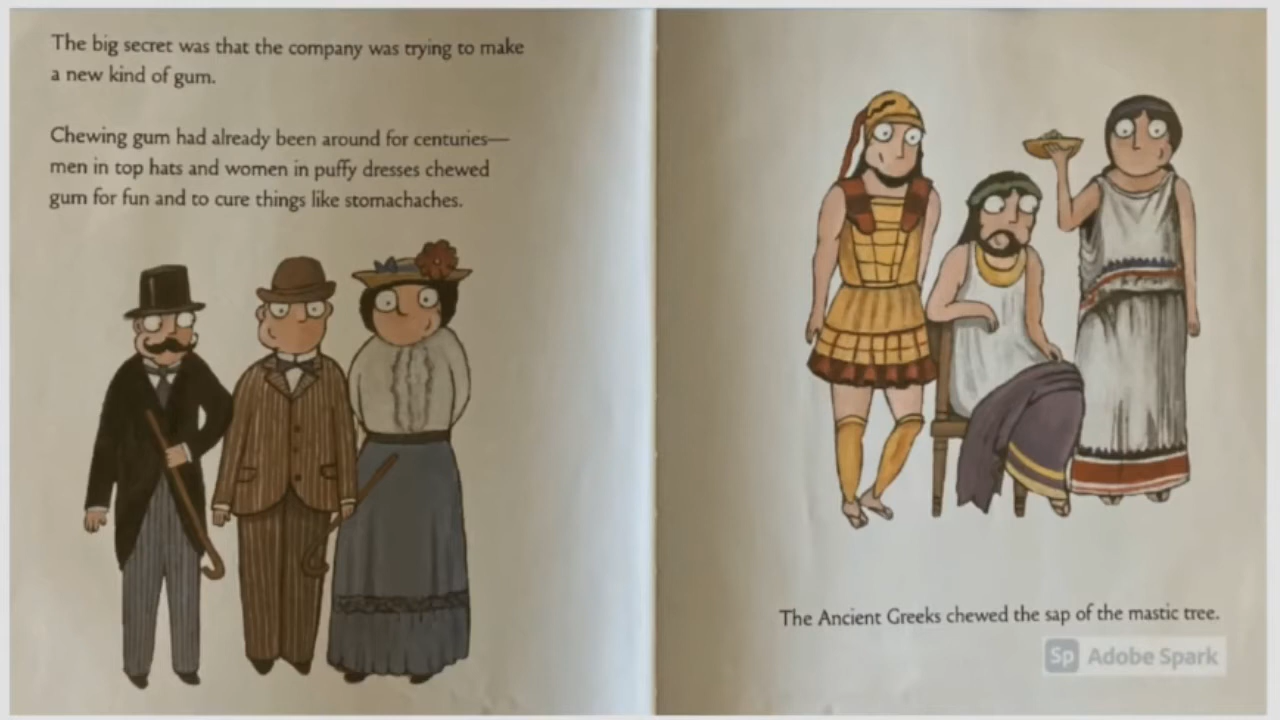 The big secret was that the company was trying to make
a new kind of gum.
Chewing gum had already been around for centuries—
men in top hats and women in puffy dresses chewed
gum for fun and to cure things like stomachaches.
The Ancient Greeks chewed the sap of the mastic tree.
Sp Adobe Spark